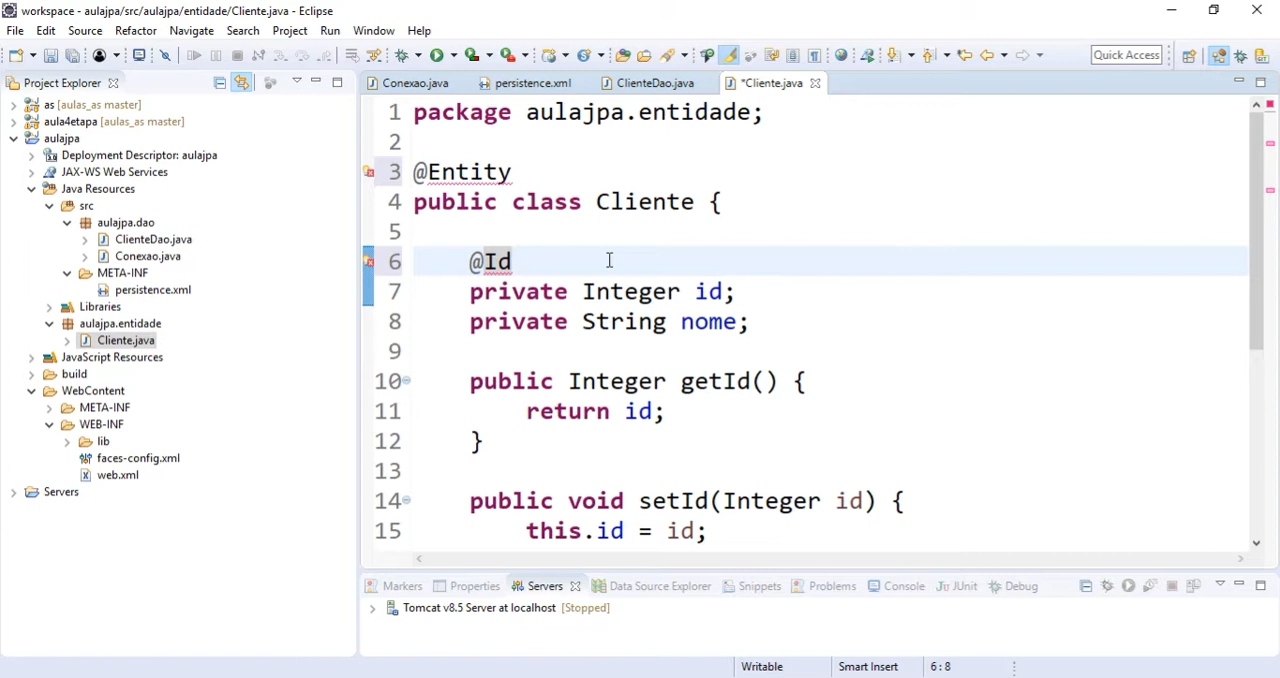 workspace - aulajpa/src/aulajpa/entidade/Cliente.java - Eclipse
File Edit Source Refactor Navigate Search Project Run Window Help
Quick Access
Project Explorer
Conexao.java persistence.xml ClienteDao.java *Cliente.java
as [aulas_as master]
aula4etapa [aulas_as master]
aulajpa
Deployment Descriptor: aulajpa
JAX-WS Web Services
Java Resources
src
aulajpa.dao
ClienteDao.java
Conexao.java
META-INF
persistence.xml
Libraries
aulajpa.entidade
Cliente.java
JavaScript Resources
build
WebContent
META-INF
WEB-INF
lib
faces-config.xml
web.xml
Servers
1 package aulajpa.entidade;
2
3 @Entity
4 public class Cliente {
5
6 @Id
7 private Integer id;
8 private String nome;
9
10 public Integer getId() {
11 return id;
12 }
13
14 public void setId(Integer id) {
15 this.id = id;
Markers Properties Servers Data Source Explorer Snippets Problems Console JUnit Debug
Tomcat v8.5 Server at localhost [Stopped]
Writable Smart Insert 6 : 8